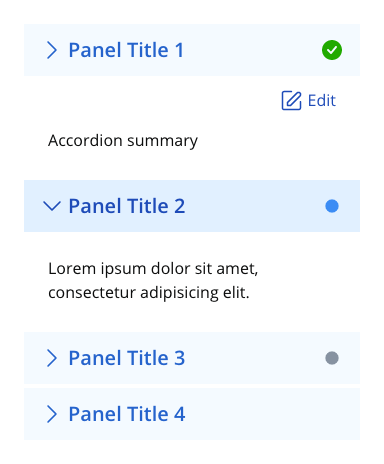 Panel Title 1
Edit
Accordion summary
Panel Title 2
Lorem ipsum dolor sit amet,
consectetur adipisicing elit.
Panel Title 3
Panel Title 4